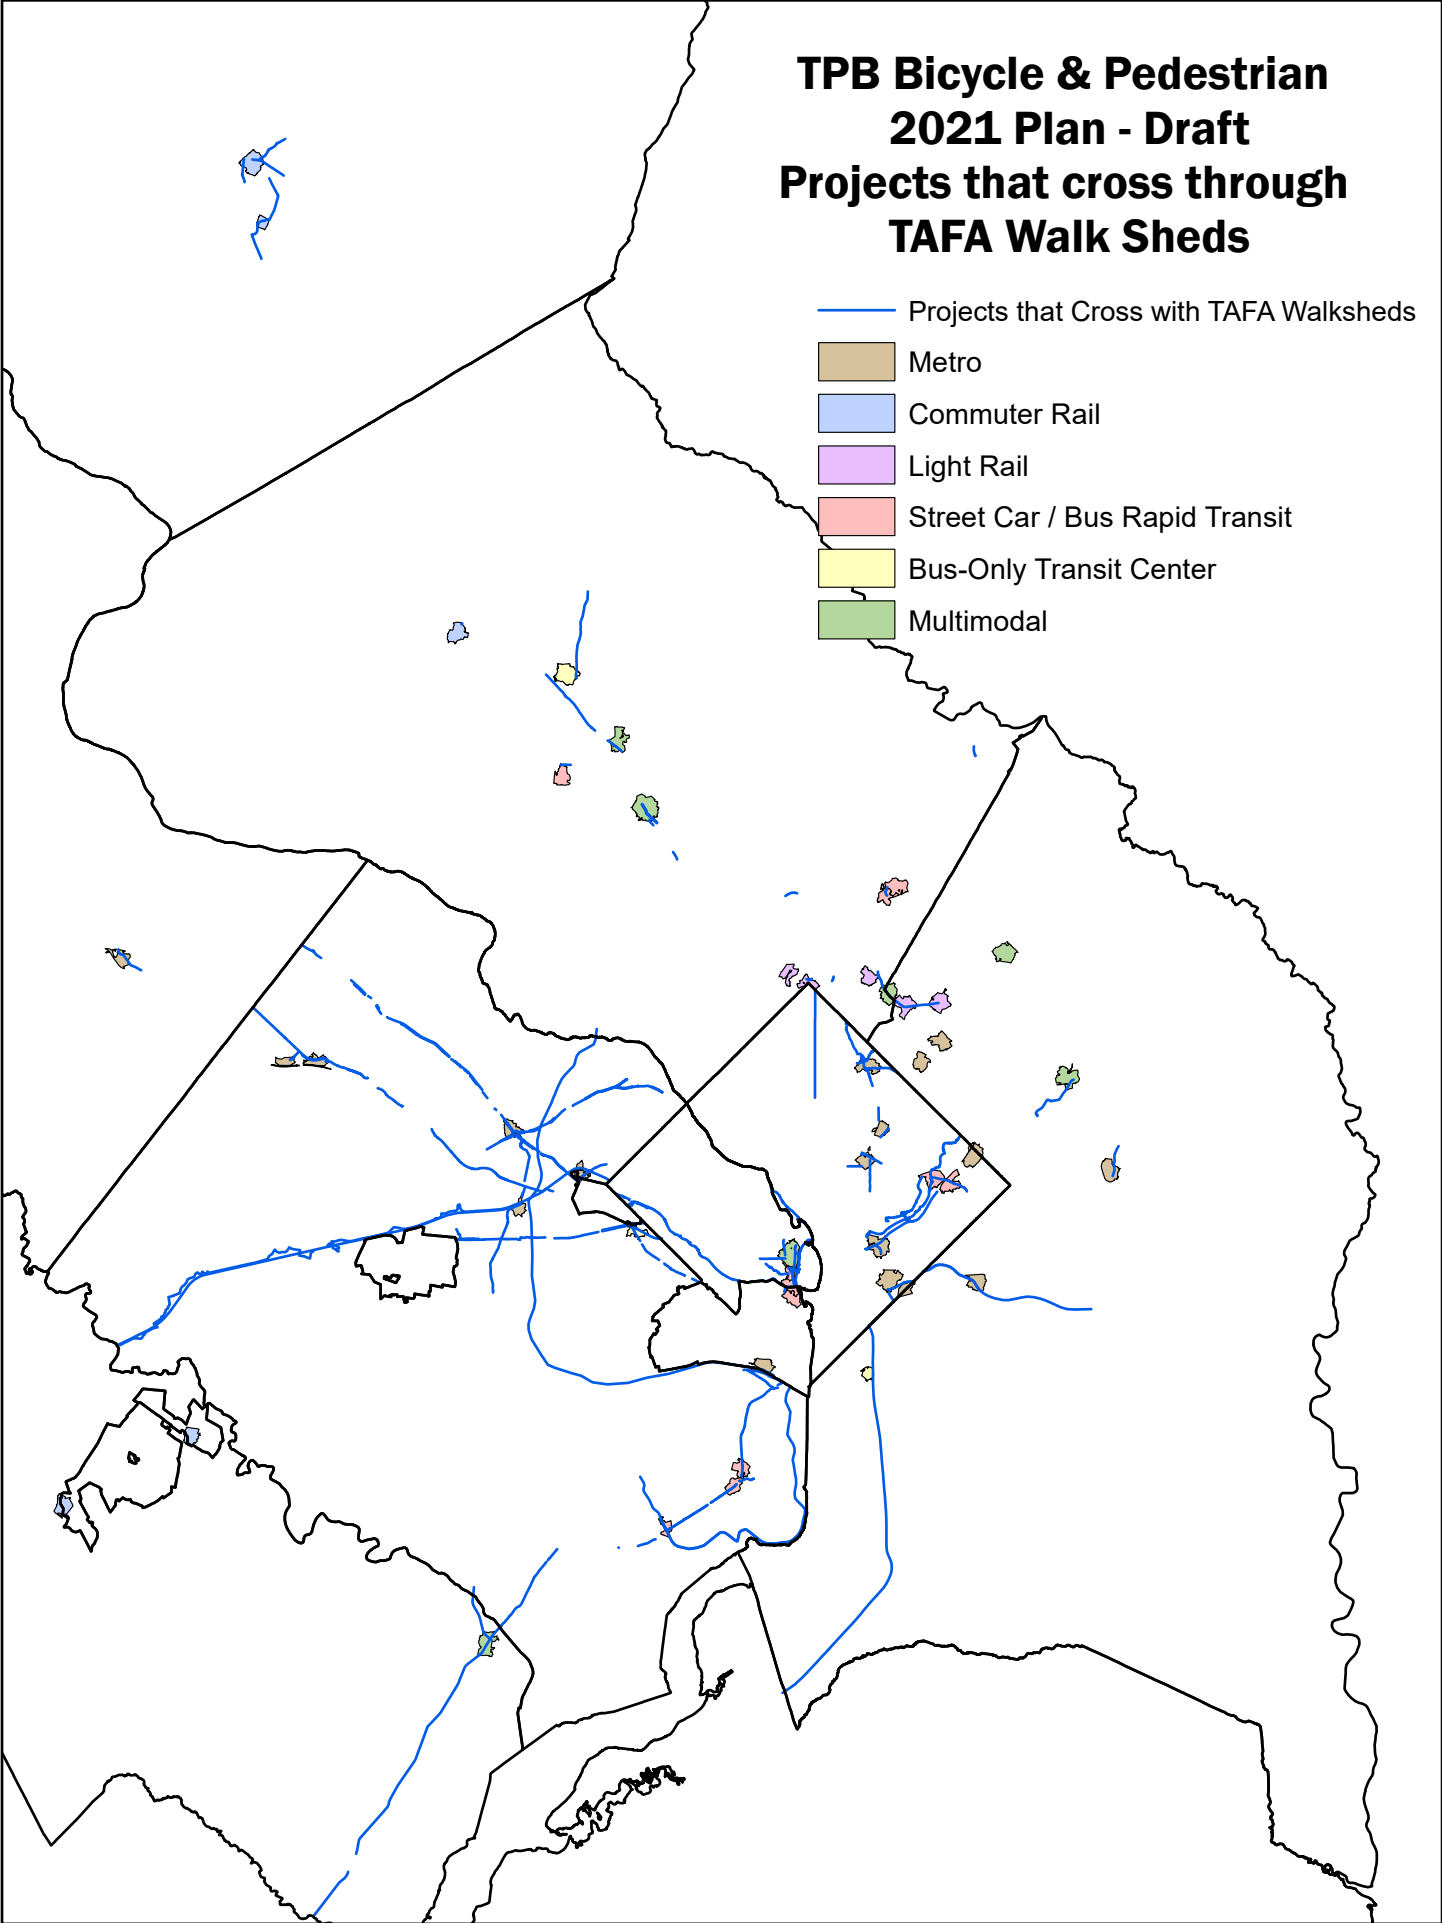 TPB Bicycle & Pedestrian
2021 Plan - Draft
Projects that cross through
TAFA Walk Sheds
Projects that Cross with TAFA Walksheds
Metro
Commuter Rail
Light Rail
Street Car / Bus Rapid Transit
Bus-Only Transit Center
Multimodal